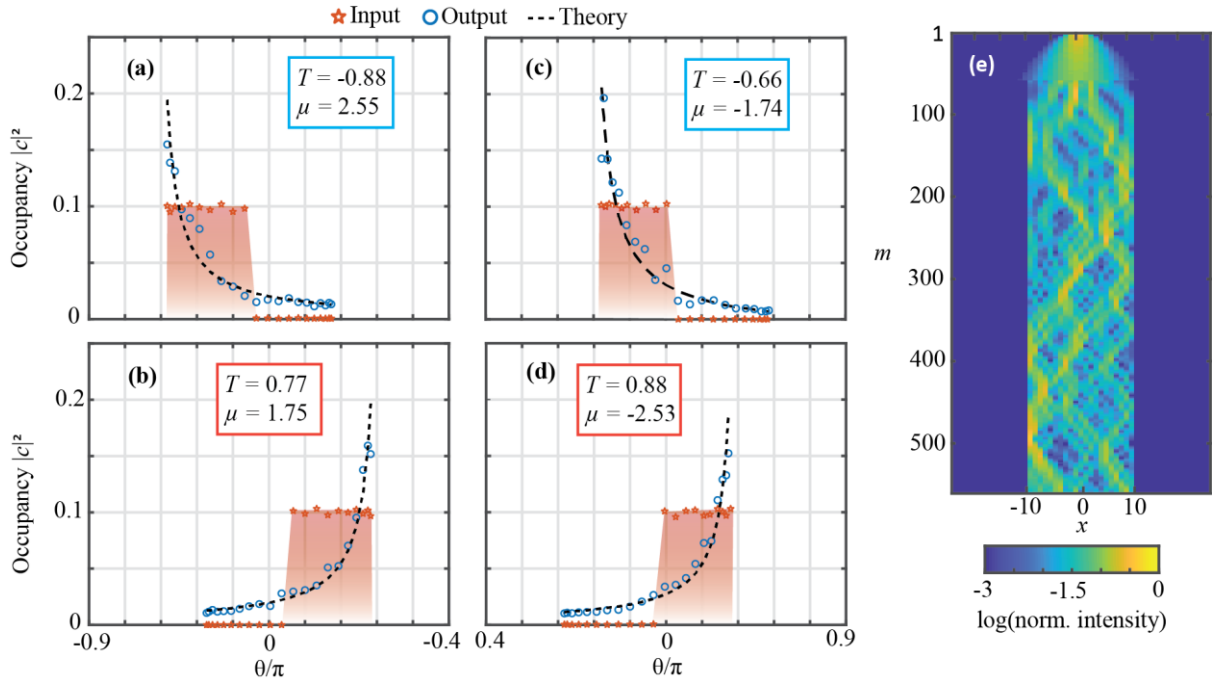 Input Output Theory
(a)
T = -0.88
μ = 2.55
(c)
T = -0.66
μ = -1.74
Occupancy |c|²
0.2
0.1
0
(b)
T = 0.77
μ = 1.75
(d)
T = 0.88
μ = -2.53
Occupancy |c|²
0.2
0.1
0
-0.9 0 -0.4
0.4 0 0.9
θ/π
θ/π
(e)
1
100
200
m
300
400
500
-10 0 10
x
-3 -1.5 0
log(norm. intensity)